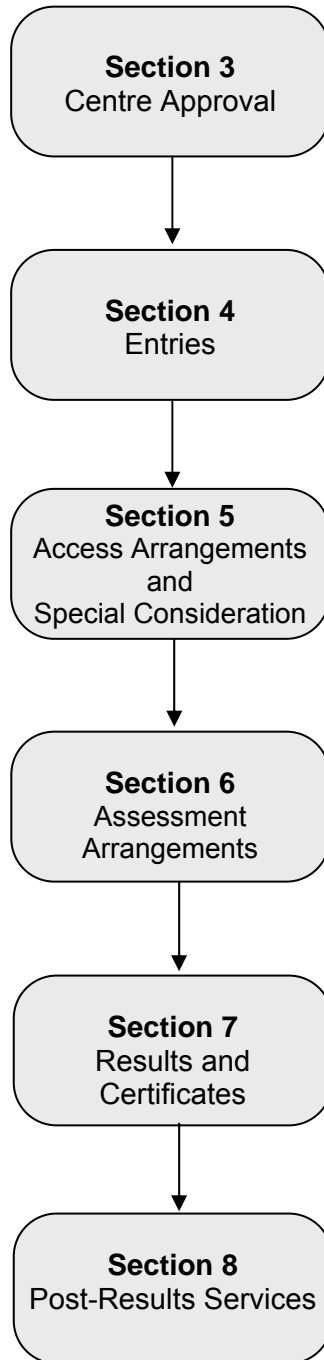 Section 3
Centre Approval
Section 4
Entries
Section 5
Access Arrangements
and
Special Consideration
Section 6
Assessment
Arrangements
Section 7
Results and
Certificates
Section 8
Post-Results Services